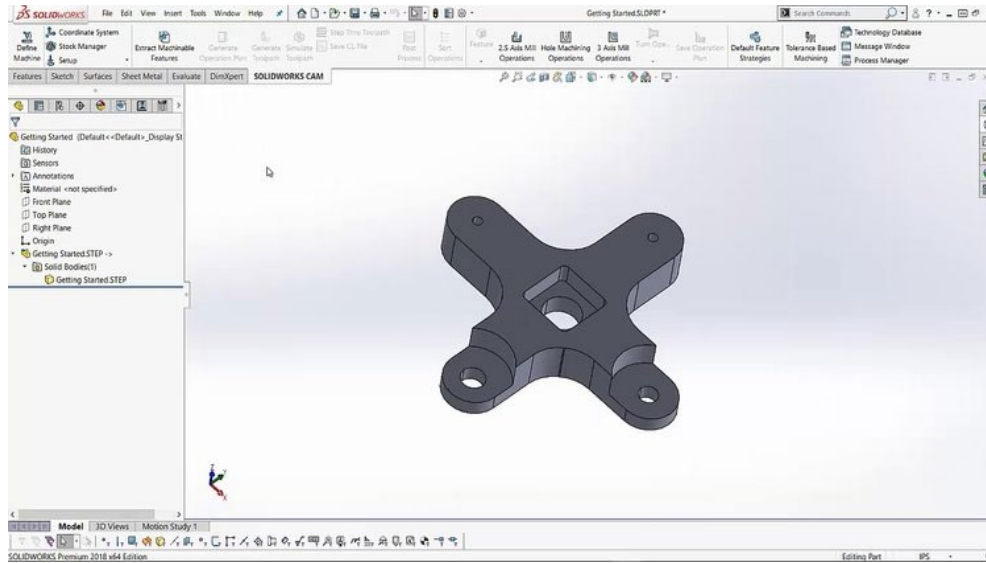 SOLIDWORKS File Edit View Insert Tools Window Help Getting Started.SLDPRT * Search Commands
Define Machine Coordinate System Stock Manager Setup Extract Machinable Features Generate Operation Plan Generate Toolpath Simulate Toolpath Step Thru Toolpath Save CL File Post Process Sort Operations Feature 2.5 Axis Mill Operations Hole Machining Operations 3 Axis Mill Operations Save Operation Plan Default Feature Strategies Tolerance Based Machining Technology Database Message Window Process Manager
Features Sketch Surfaces Sheet Metal Evaluate DimXpert SOLIDWORKS CAM
Getting Started (Default<<Default>_Display St
History
Sensors
Annotations
Material <not specified>
Front Plane
Top Plane
Right Plane
Origin
Getting Started.STEP ->
Solid Bodies(1)
Getting Started.STEP
Model 3D Views Motion Study 1
SOLIDWORKS Premium 2018 x64 Edition Editing Part IPS